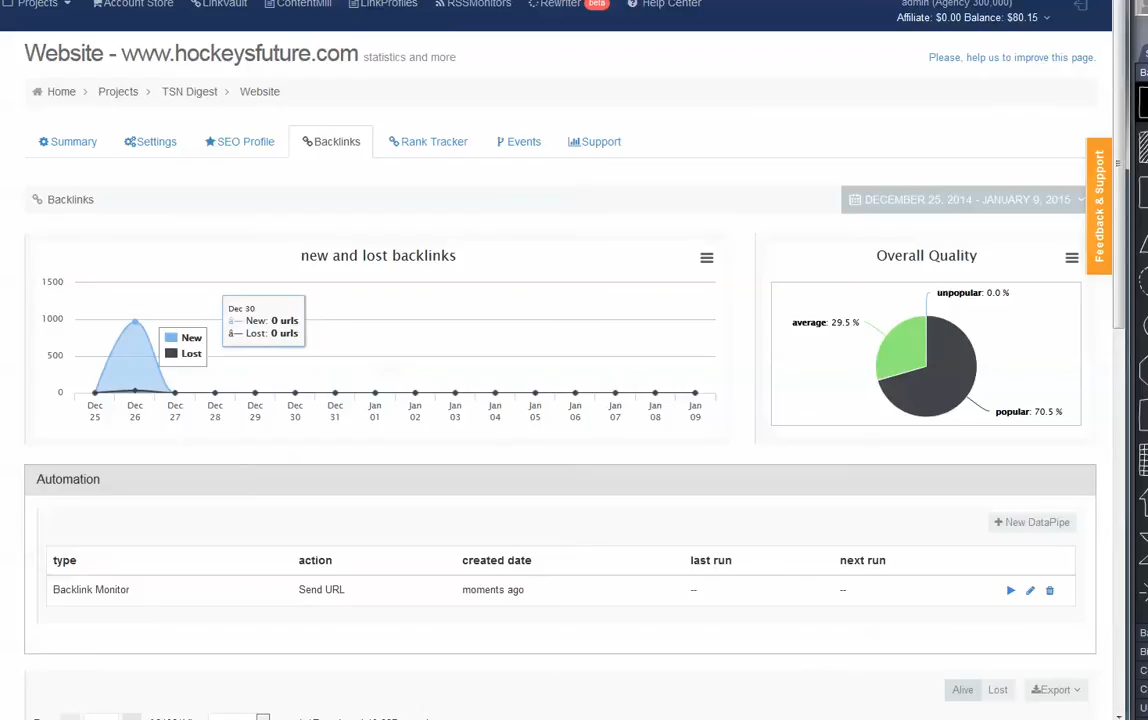 Projects
Account Store
LinkVault
ContentMill
LinkProfiles
RSSMonitors
Rewriter beta
Help Center
admin (Agency 300,000)
Affiliate: $0.00 Balance: $80.15
Website - www.hockeysfuture.com statistics and more
Please, help us to improve this page.
Home > Projects > TSN Digest > Website
Summary
Settings
SEO Profile
Backlinks
Rank Tracker
Events
Support
Feedback & Support
Backlinks
DECEMBER 25, 2014 - JANUARY 9, 2015
new and lost backlinks
1500
1000
500
0
Dec 30
â— New: 0 urls
â— Lost: 0 urls
New
Lost
Dec 25
Dec 26
Dec 27
Dec 28
Dec 29
Dec 30
Dec 31
Jan 01
Jan 02
Jan 03
Jan 04
Jan 05
Jan 06
Jan 07
Jan 08
Jan 09
Overall Quality
unpopular: 0.0 %
average: 29.5 %
popular: 70.5 %
Automation
+ New DataPipe
type action created date last run next run
Backlink Monitor Send URL moments ago -- --
Alive
Lost
Export